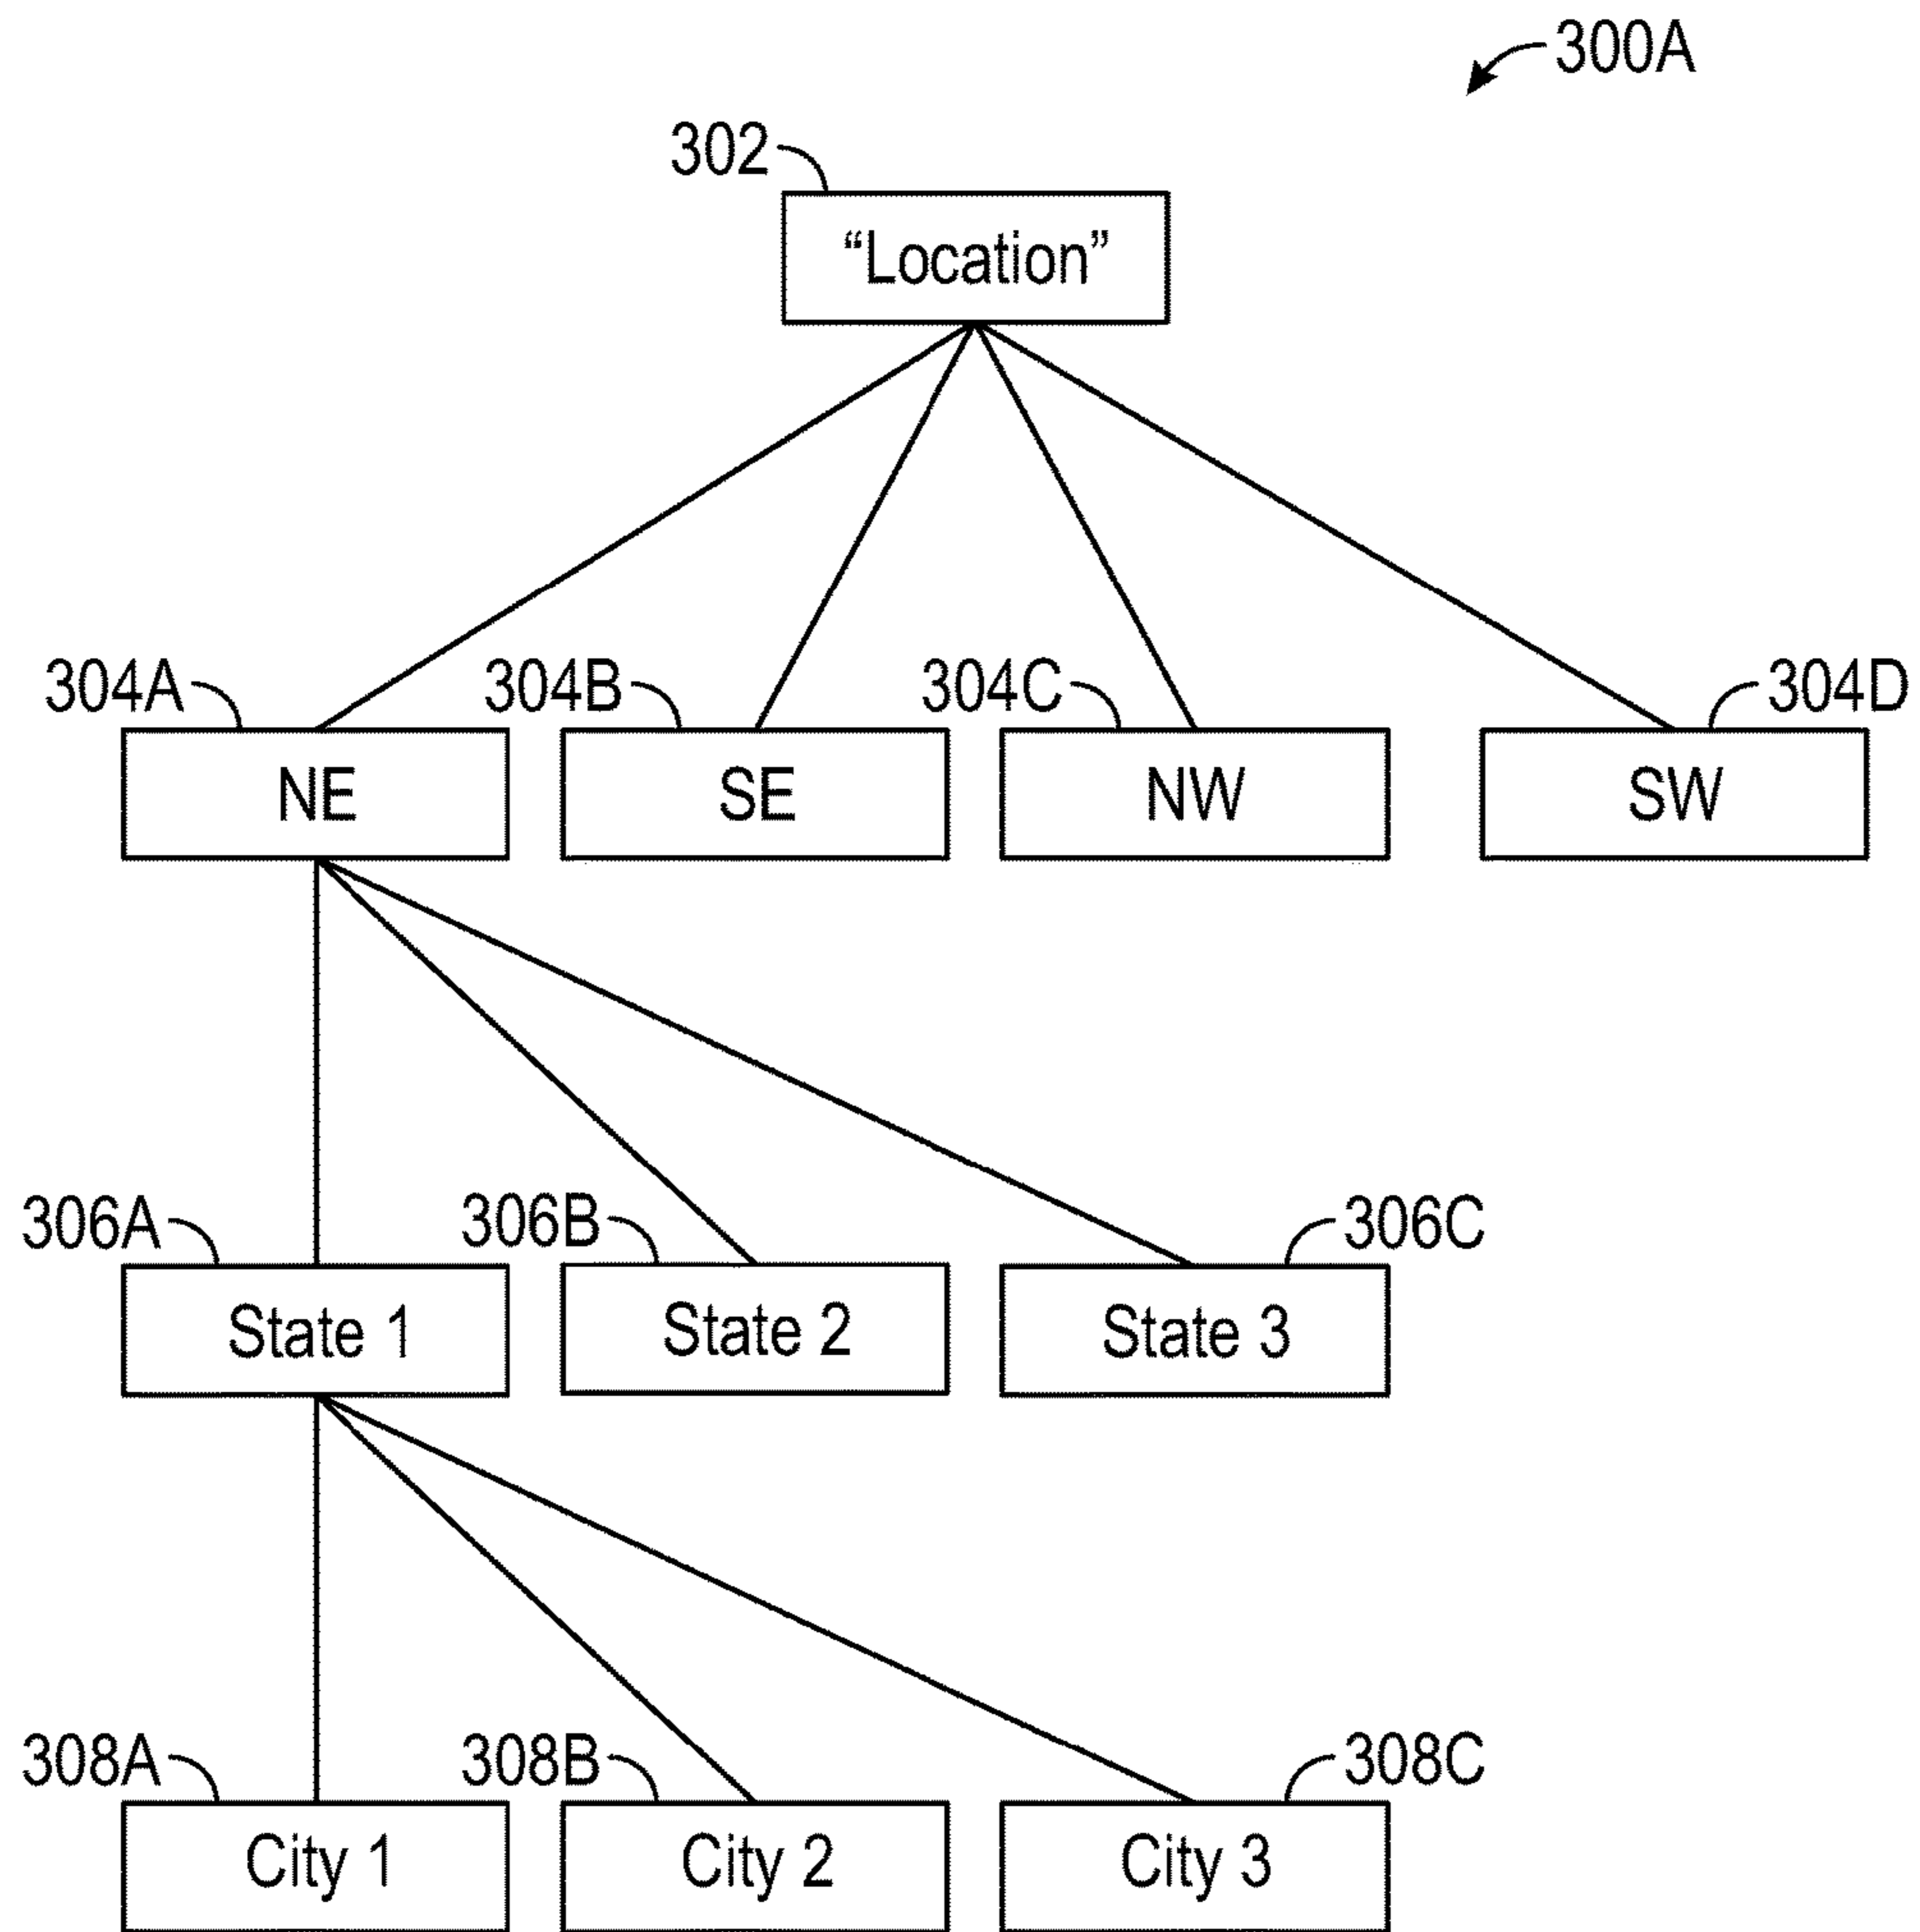 300A
302
“Location”
304A 304B 304C 304D
NE SE NW SW
306A 306B 306C
State 1 State 2 State 3
308A 308B 308C
City 1 City 2 City 3